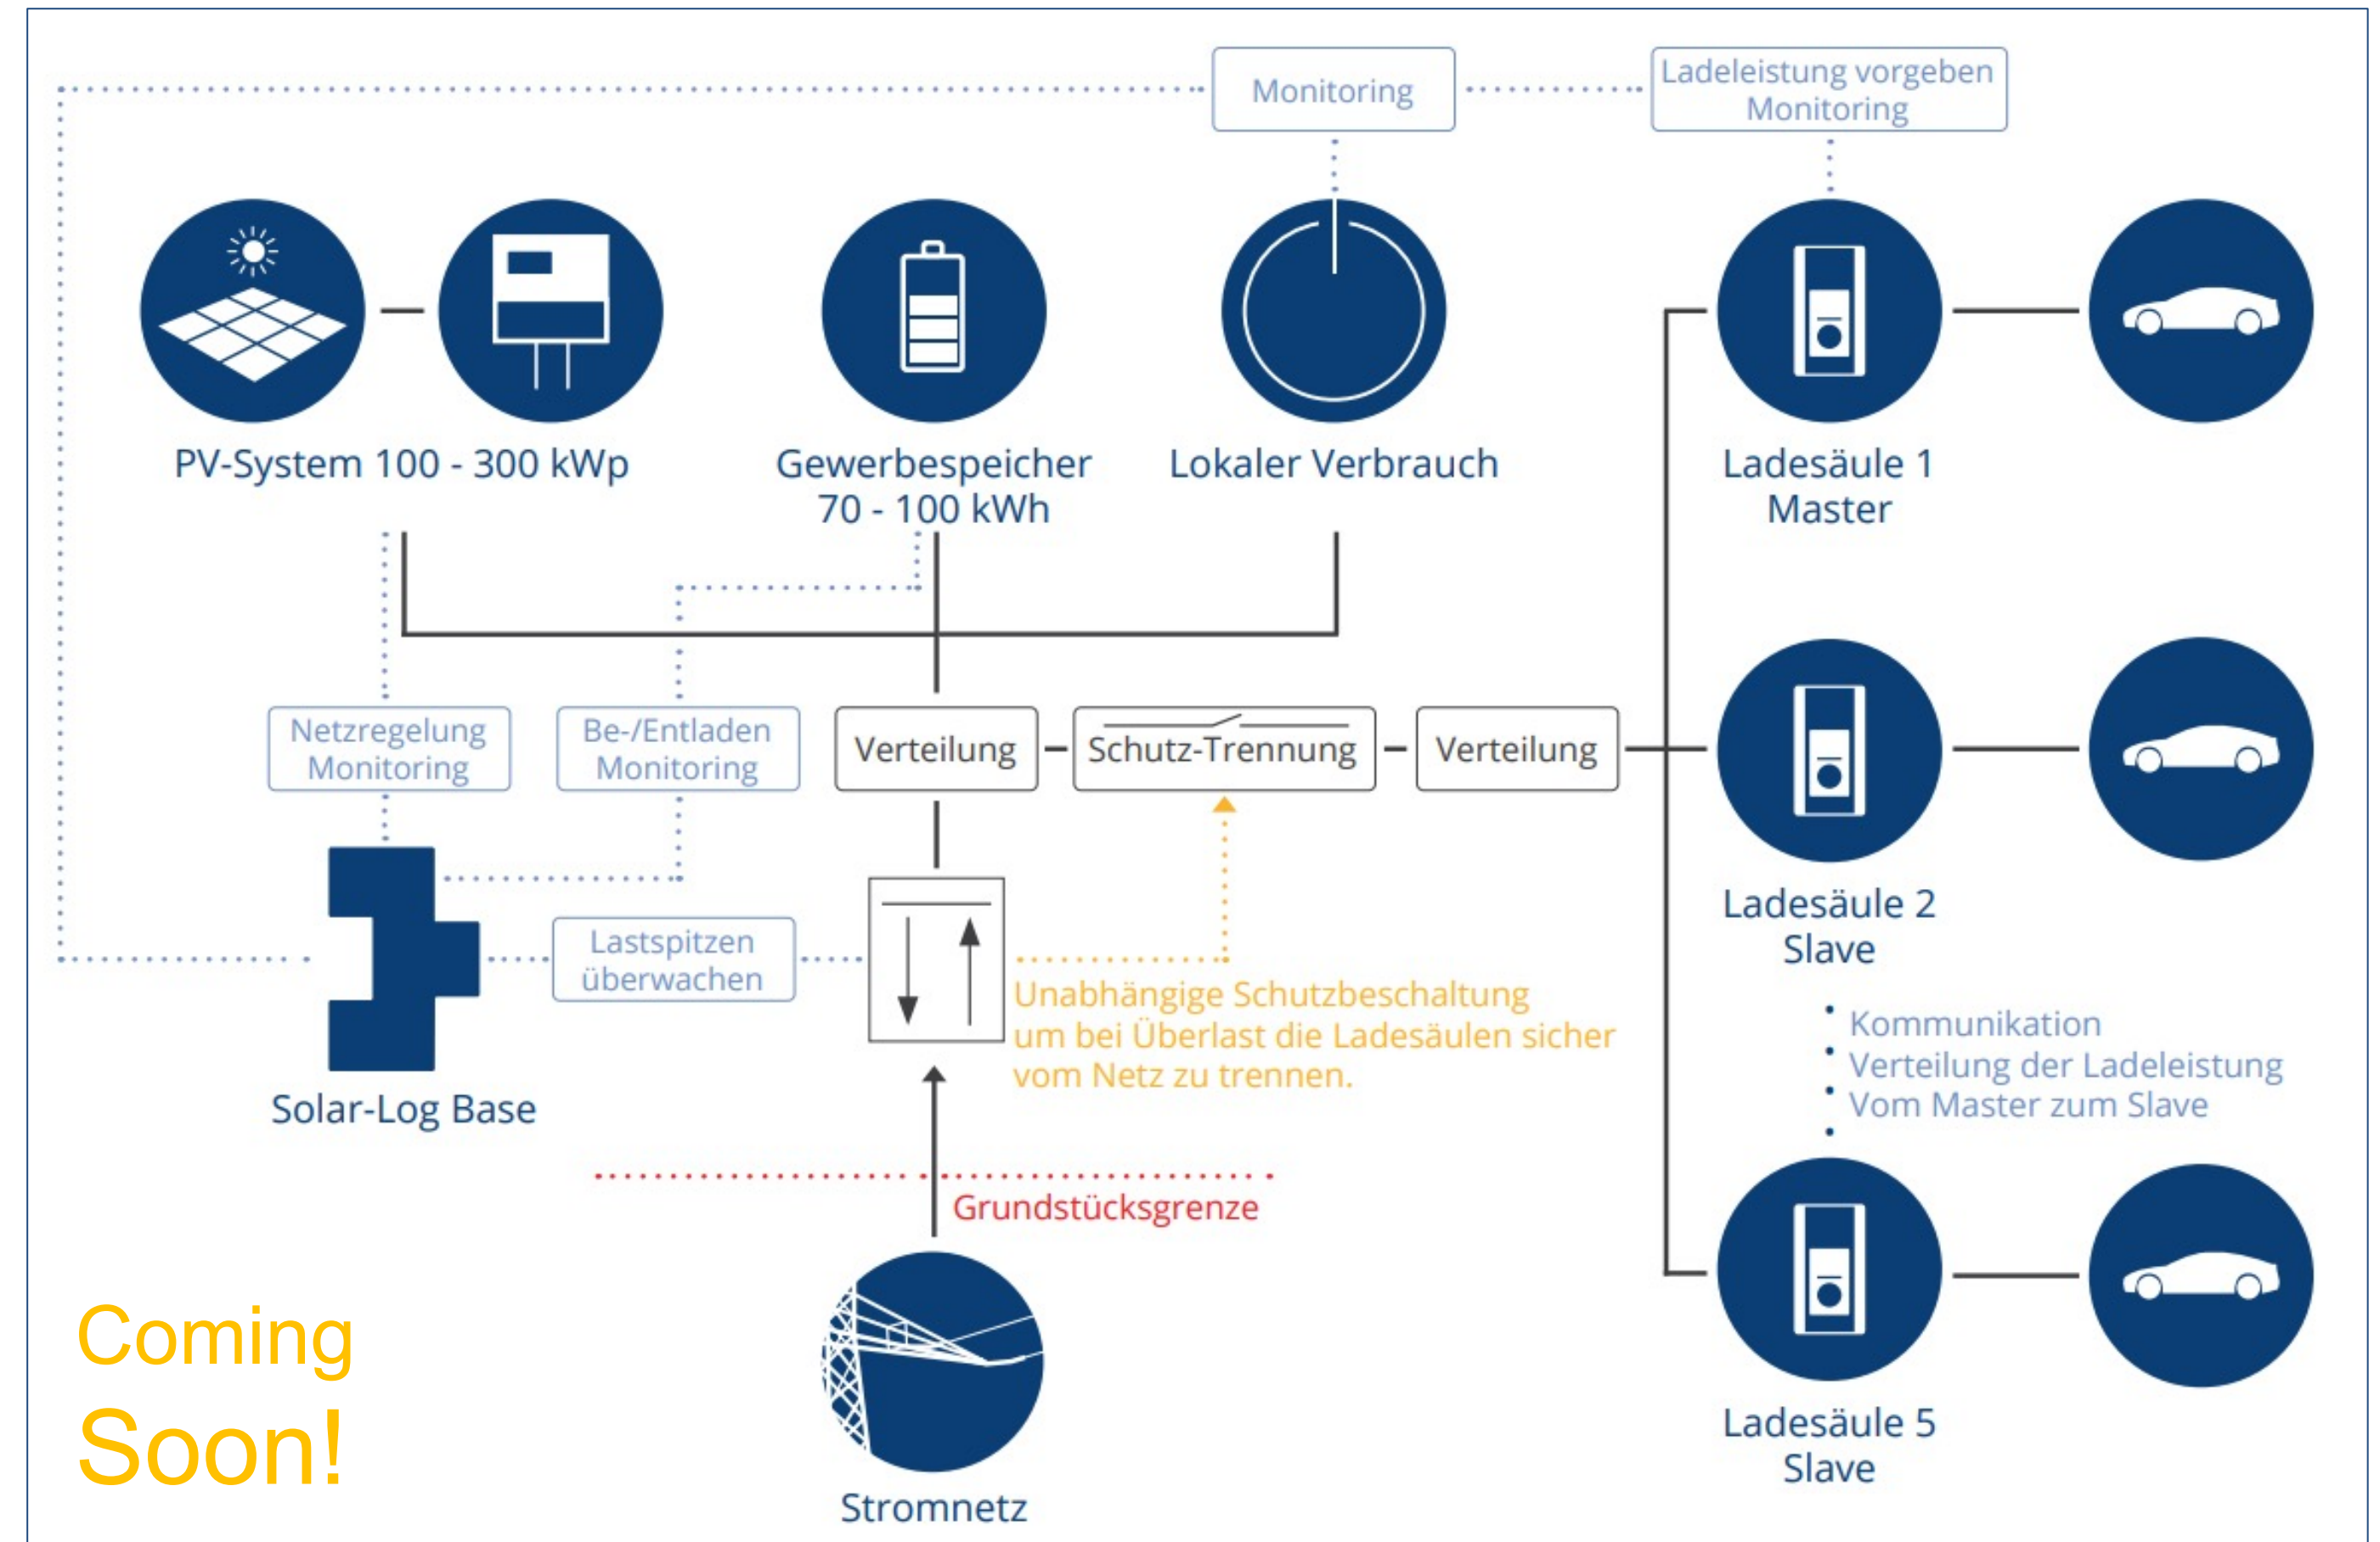 Monitoring
Ladeleistung vorgeben
Monitoring
PV-System 100 - 300 kWp
Gewerbespeicher
70 - 100 kWh
Lokaler Verbrauch
Ladesäule 1
Master
Netzregelung
Monitoring
Be-/Entladen
Monitoring
Verteilung
Schutz-Trennung
Verteilung
Ladesäule 2
Slave
Lastspitzen
überwachen
Unabhängige Schutzbeschaltung
um bei Überlast die Ladesäulen sicher
vom Netz zu trennen.
Kommunikation
Verteilung der Ladeleistung
Vom Master zum Slave
Solar-Log Base
Grundstücksgrenze
Coming
Soon!
Stromnetz
Ladesäule 5
Slave